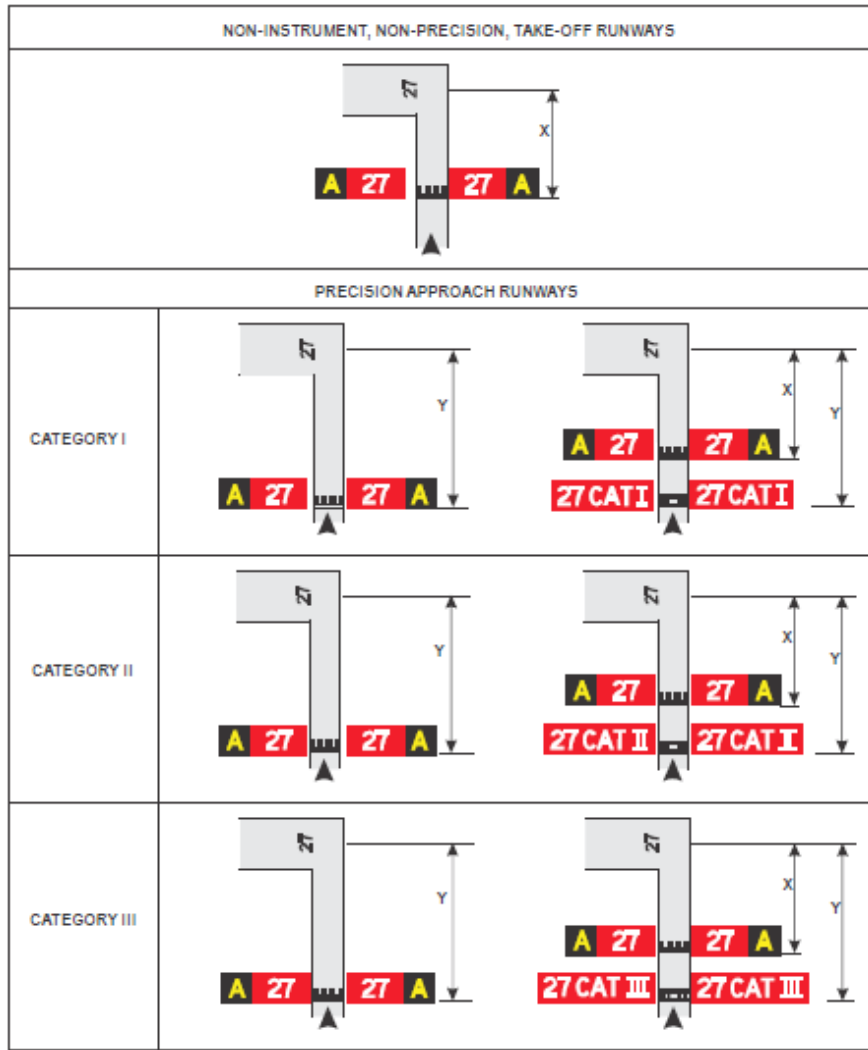 NON-INSTRUMENT, NON-PRECISION, TAKE-OFF RUNWAYS
27
X
A 27 27 A
PRECISION APPROACH RUNWAYS
CATEGORY I
27
Y
A 27 27 A
27
X
Y
A 27 27 A
27 CAT I 27 CAT I
CATEGORY II
27
Y
A 27 27 A
27
X
Y
A 27 27 A
27 CAT II 27 CAT I
CATEGORY III
27
Y
A 27 27 A
27
X
Y
A 27 27 A
27 CAT III 27 CAT III